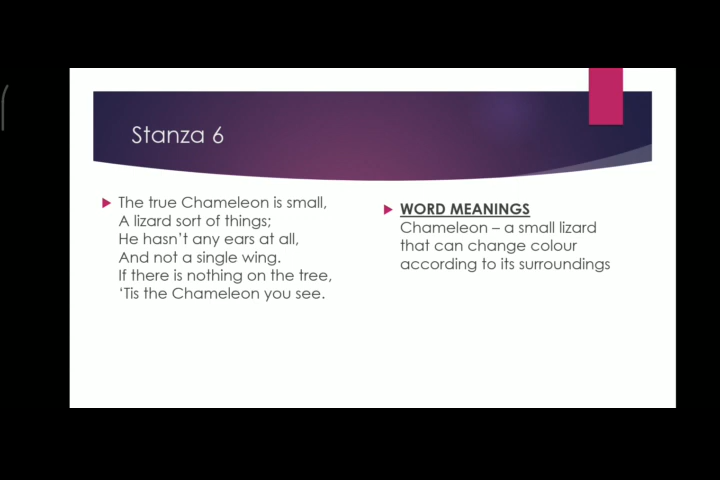 Stanza 6
The true Chameleon is small,
A lizard sort of things;
He hasn't any ears at all,
And not a single wing.
If there is nothing on the tree,
‘Tis the Chameleon you see.
WORD MEANINGS
Chameleon – a small lizard
that can change colour
according to its surroundings